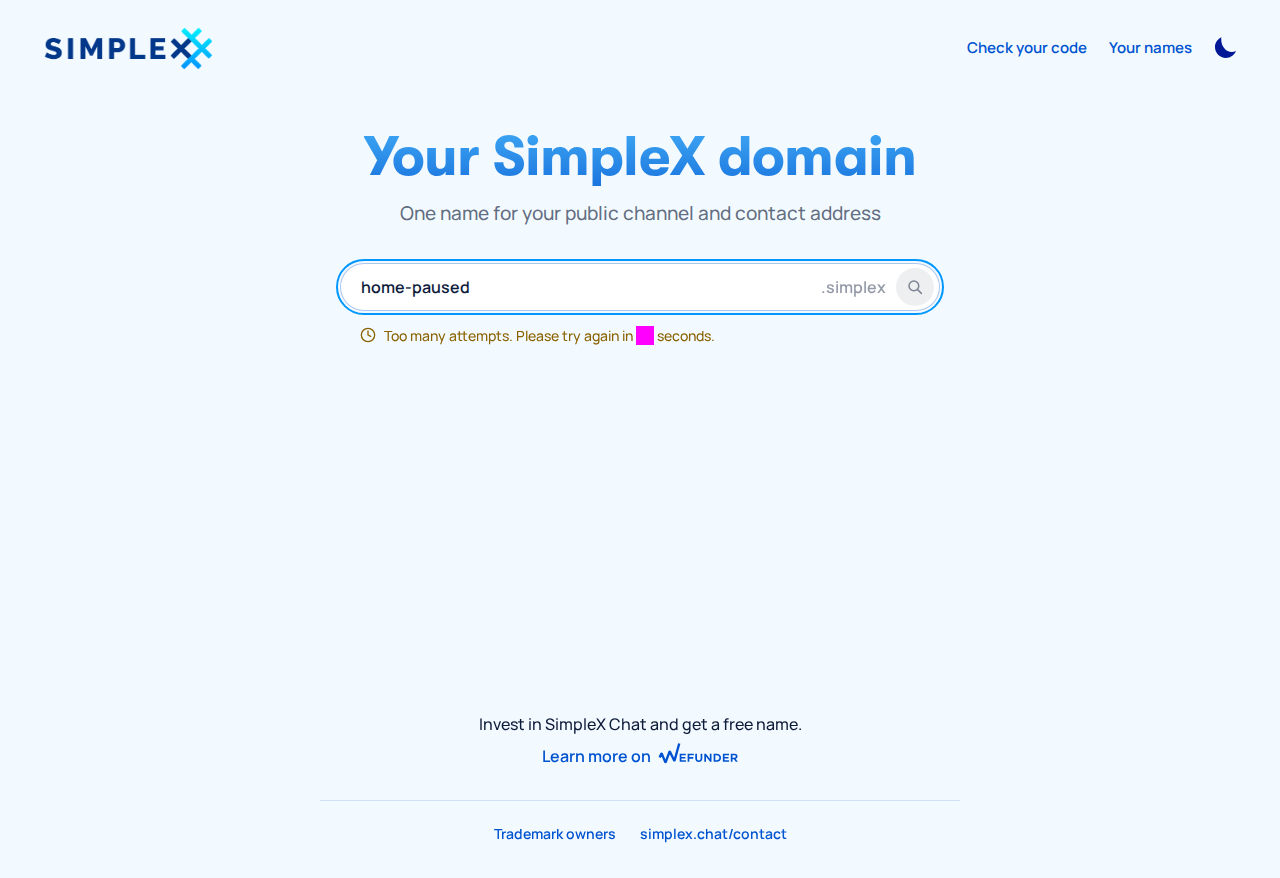 SIMPLEX
Check your code
Your names
Your SimpleX domain
One name for your public channel and contact address
home-paused
.simplex
Too many attempts. Please try again in seconds.
Invest in SimpleX Chat and get a free name.
Learn more on WEFUNDER
Trademark owners
simplex.chat/contact